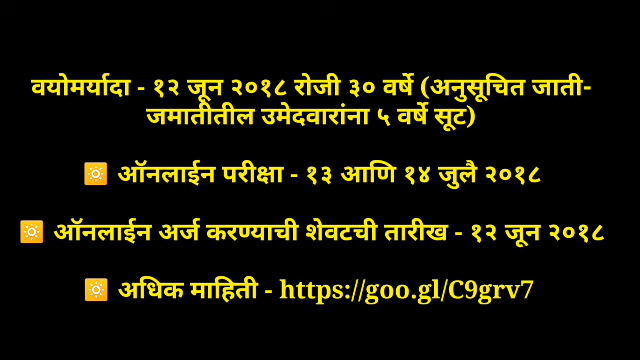 वयोमर्यादा - १२ जून २०१८ रोजी ३० वर्षे (अनुसूचित जाती-
जमातीतील उमेदवारांना ५ वर्षे सूट)
🔅 ऑनलाईन परीक्षा - १३ आणि १४ जुलै २०१८
🔅 ऑनलाईन अर्ज करण्याची शेवटची तारीख - १२ जून २०१८
🔅 अधिक माहिती - https://goo.gl/C9grv7